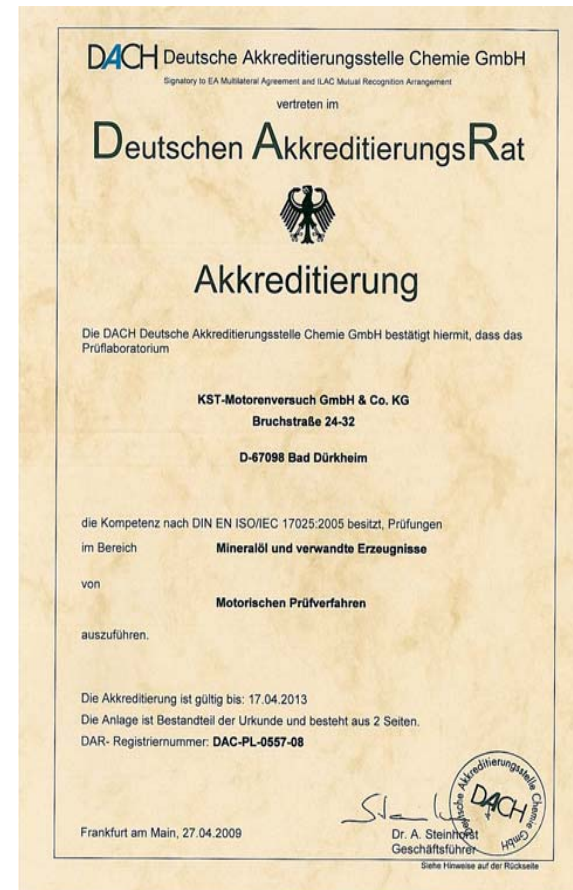 DACH Deutsche Akkreditierungsstelle Chemie GmbH
Signatory to EA Multilateral Agreement and ILAC Mutual Recognition Arrangement
vertreten im
Deutschen AkkreditierungsRat
Akkreditierung
Die DACH Deutsche Akkreditierungsstelle Chemie GmbH bestätigt hiermit, dass das
Prüflaboratorium
KST-Motorenversuch GmbH & Co. KG
Bruchstraße 24-32
D-67098 Bad Dürkheim
die Kompetenz nach DIN EN ISO/IEC 17025:2005 besitzt, Prüfungen
im Bereich Mineralöl und verwandte Erzeugnisse
von
Motorischen Prüfverfahren
auszuführen.
Die Akkreditierung ist gültig bis: 17.04.2013
Die Anlage ist Bestandteil der Urkunde und besteht aus 2 Seiten.
DAR- Registriernummer: DAC-PL-0557-08
Deutsche Akkreditierungsstelle Chemie GmbH
DACH
Frankfurt am Main, 27.04.2009
Dr. A. Steinhorst
Geschäftsführer
Siehe Hinweise auf der Rückseite